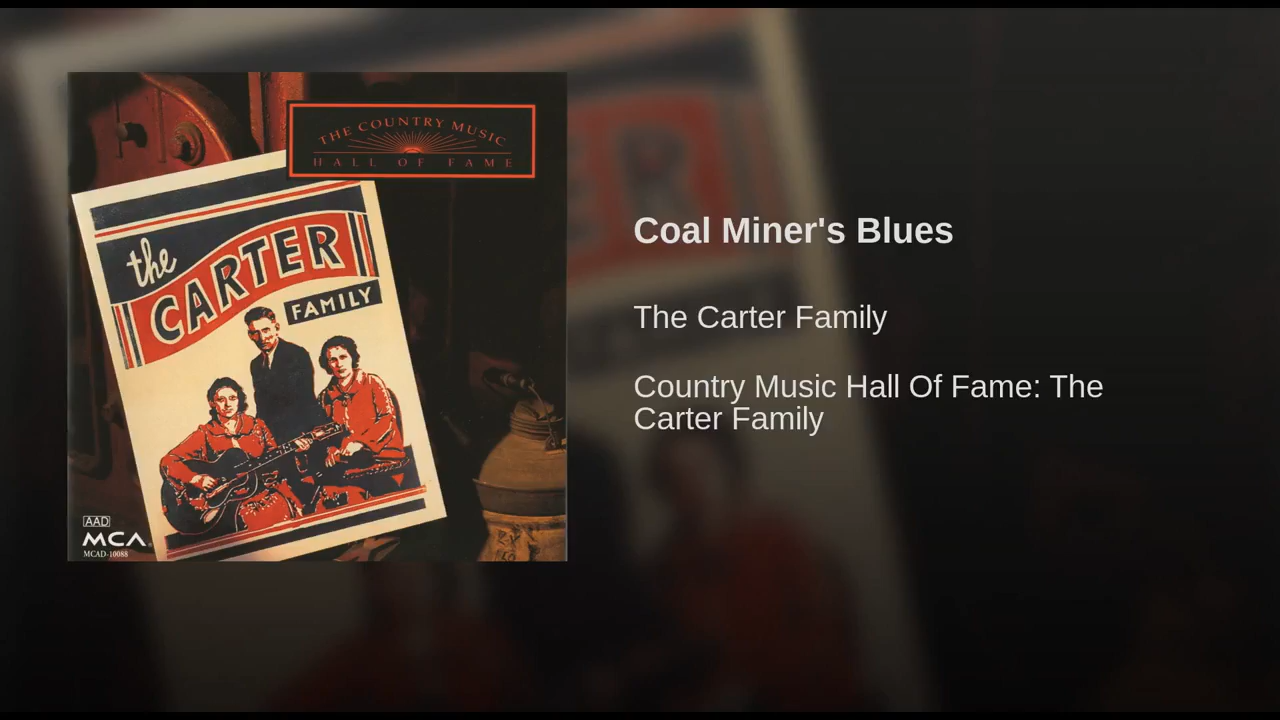 THE COUNTRY MUSIC
HALL OF FAME
the
CARTER
FAMILY
AAD
MCA
MCAD-10088
Coal Miner's Blues
The Carter Family
Country Music Hall Of Fame: The
Carter Family